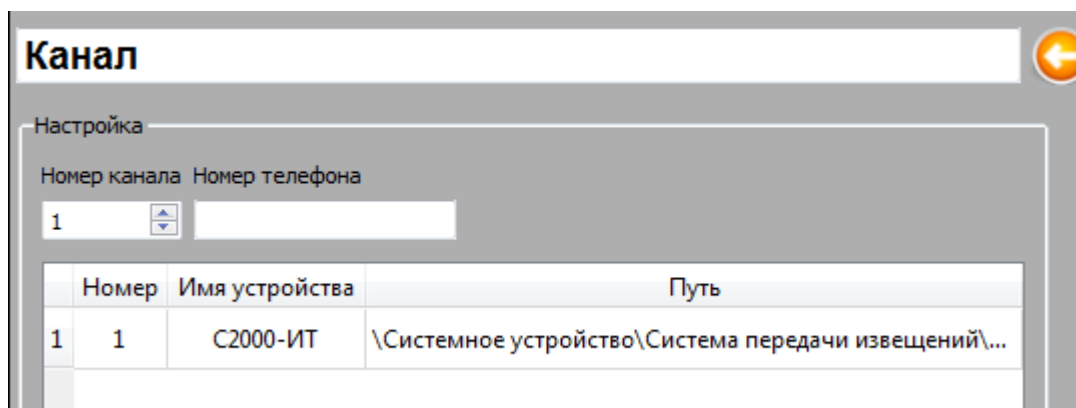 Канал
Настройка
Номер канала Номер телефона
1
Номер Имя устройства Путь
1 1 С2000-ИТ \Системное устройство\Система передачи извещений\...